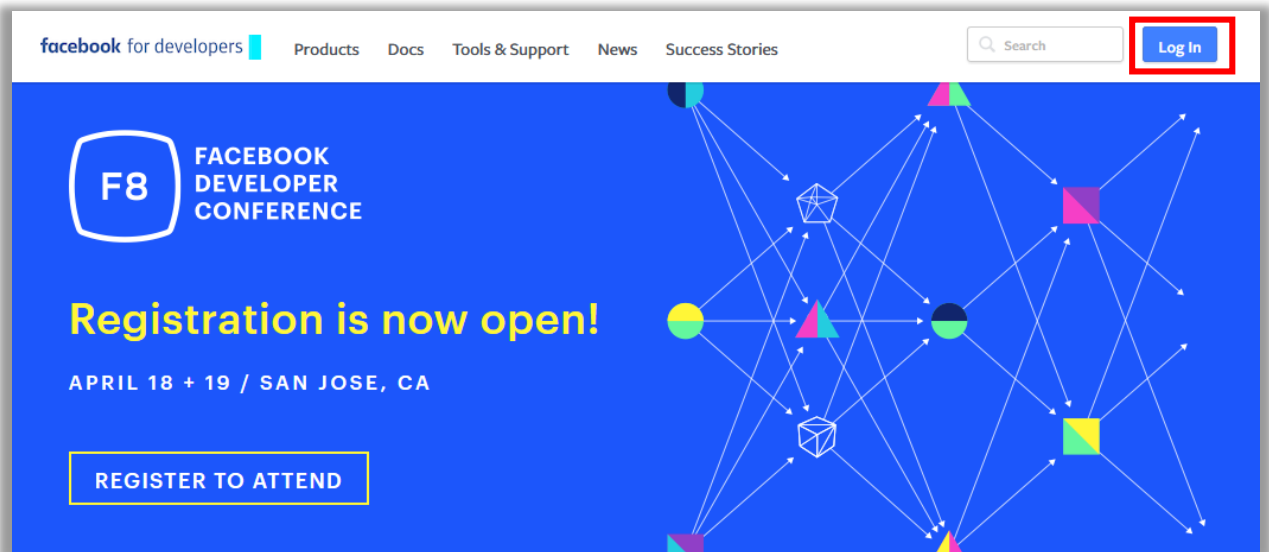 facebook for developers Products Docs Tools & Support News Success Stories Search Log In
F8
FACEBOOK
DEVELOPER
CONFERENCE
Registration is now open!
APRIL 18 + 19 / SAN JOSE, CA
REGISTER TO ATTEND